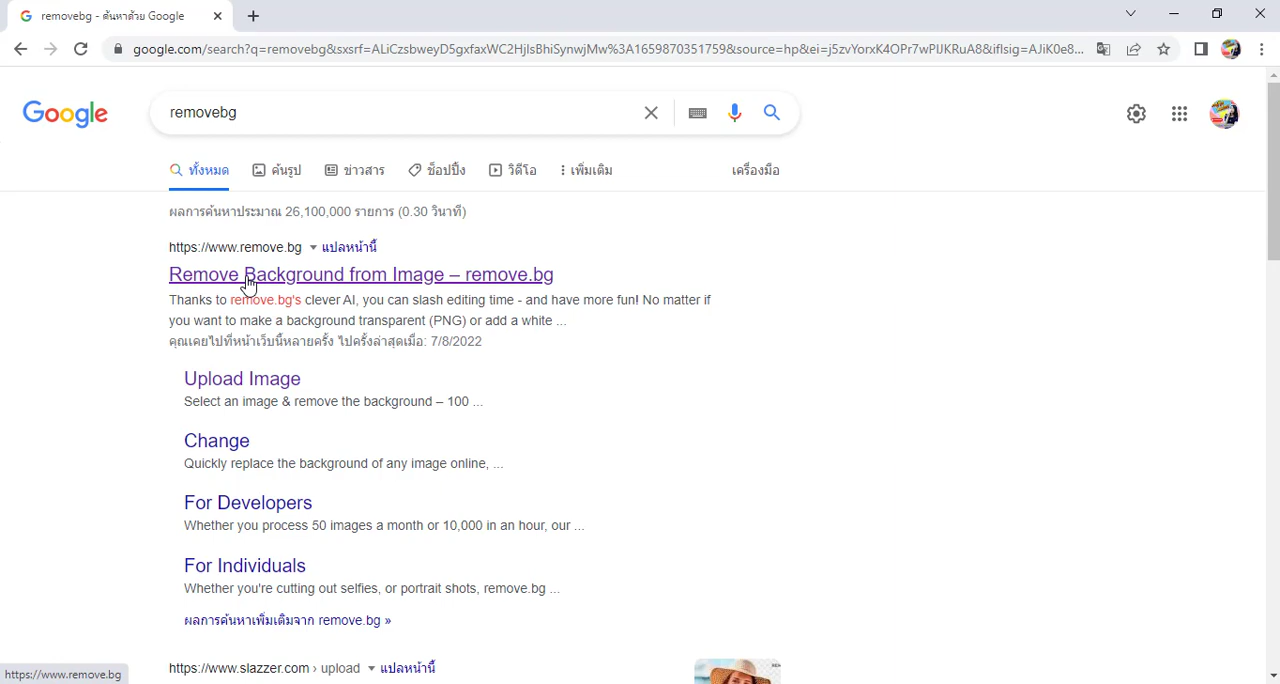 removebg - ค้นหาด้วย Google
google.com/search?q=removebg&sxsrf=ALiCzsbweyD5gxfaxWC2HjlsBhiSynwjMw%3A1659870351759&source=hp&ei=j5zvYorxK4OPr7wPlJKRuA8&iflsig=AJiK0e8...
Google
removebg
ทั้งหมด
ค้นรูป
ข่าวสาร
ช็อปปิ้ง
วิดีโอ
เพิ่มเติม
เครื่องมือ
ผลการค้นหาประมาณ 26,100,000 รายการ (0.30 วินาที)
https://www.remove.bg แปลหน้านี้
Remove Background from Image – remove.bg
Thanks to remove.bg's clever AI, you can slash editing time - and have more fun! No matter if
you want to make a background transparent (PNG) or add a white ...
คุณเคยไปที่หน้าเว็บนี้หลายครั้ง ไปครั้งล่าสุดเมื่อ: 7/8/2022
Upload Image
Select an image & remove the background – 100 ...
Change
Quickly replace the background of any image online, ...
For Developers
Whether you process 50 images a month or 10,000 in an hour, our ...
For Individuals
Whether you're cutting out selfies, or portrait shots, remove.bg ...
ผลการค้นหาเพิ่มเติมจาก remove.bg »
https://www.slazzer.com › upload แปลหน้านี้
https://www.remove.bg